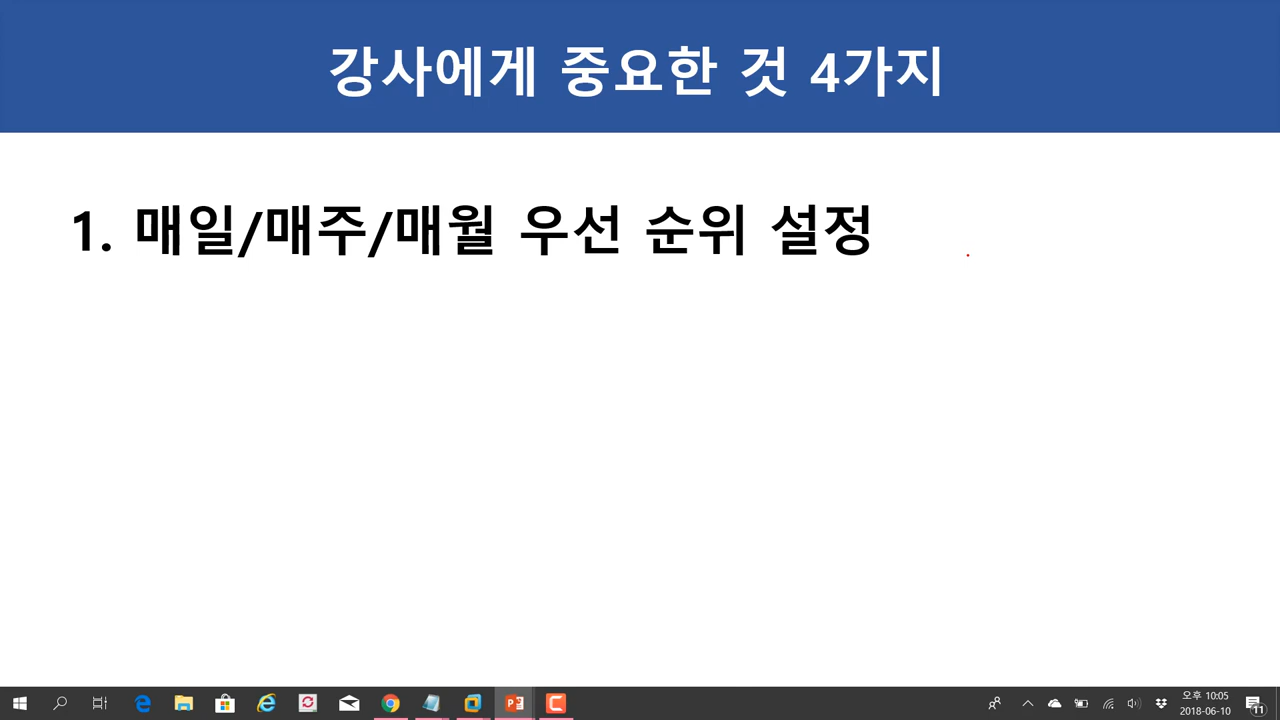 강사에게 중요한 것 4가지
1. 매일/매주/매월 우선 순위 설정
오후 10:05
2018-06-10
11